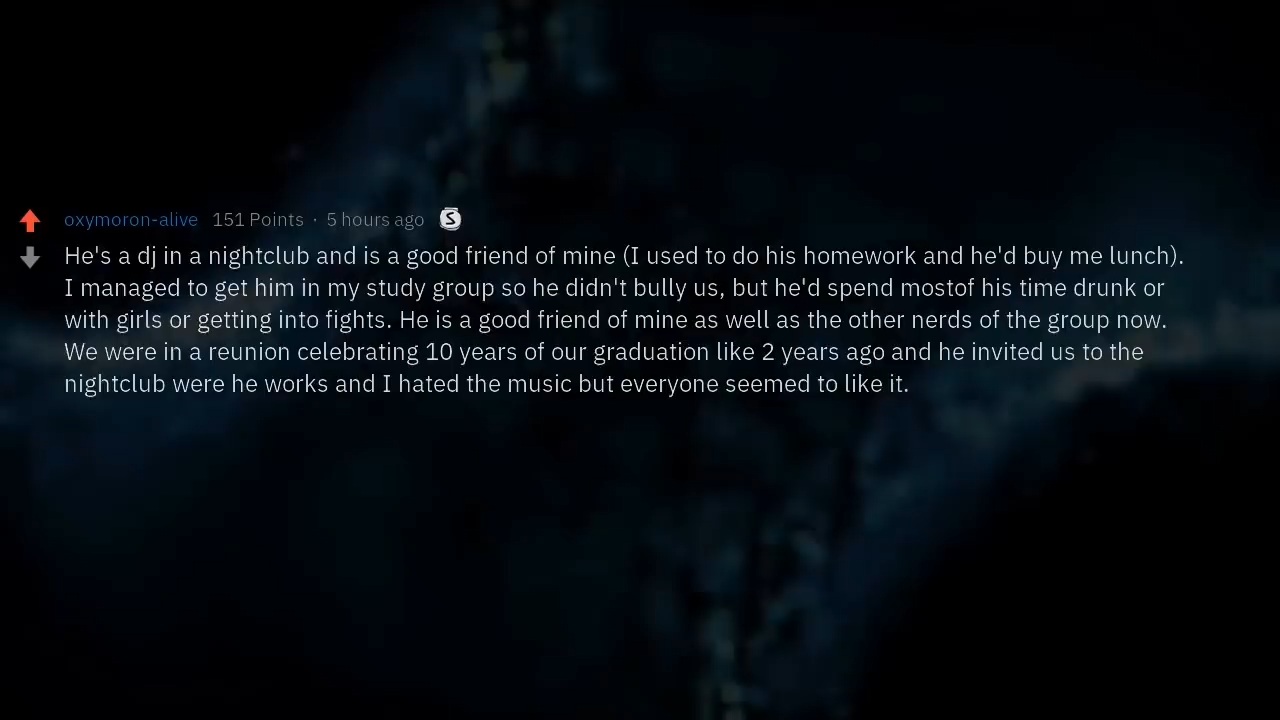 oxymoron-alive 151 Points · 5 hours ago S
He's a dj in a nightclub and is a good friend of mine (I used to do his homework and he'd buy me lunch).
I managed to get him in my study group so he didn't bully us, but he'd spend mostof his time drunk or
with girls or getting into fights. He is a good friend of mine as well as the other nerds of the group now.
We were in a reunion celebrating 10 years of our graduation like 2 years ago and he invited us to the
nightclub were he works and I hated the music but everyone seemed to like it.